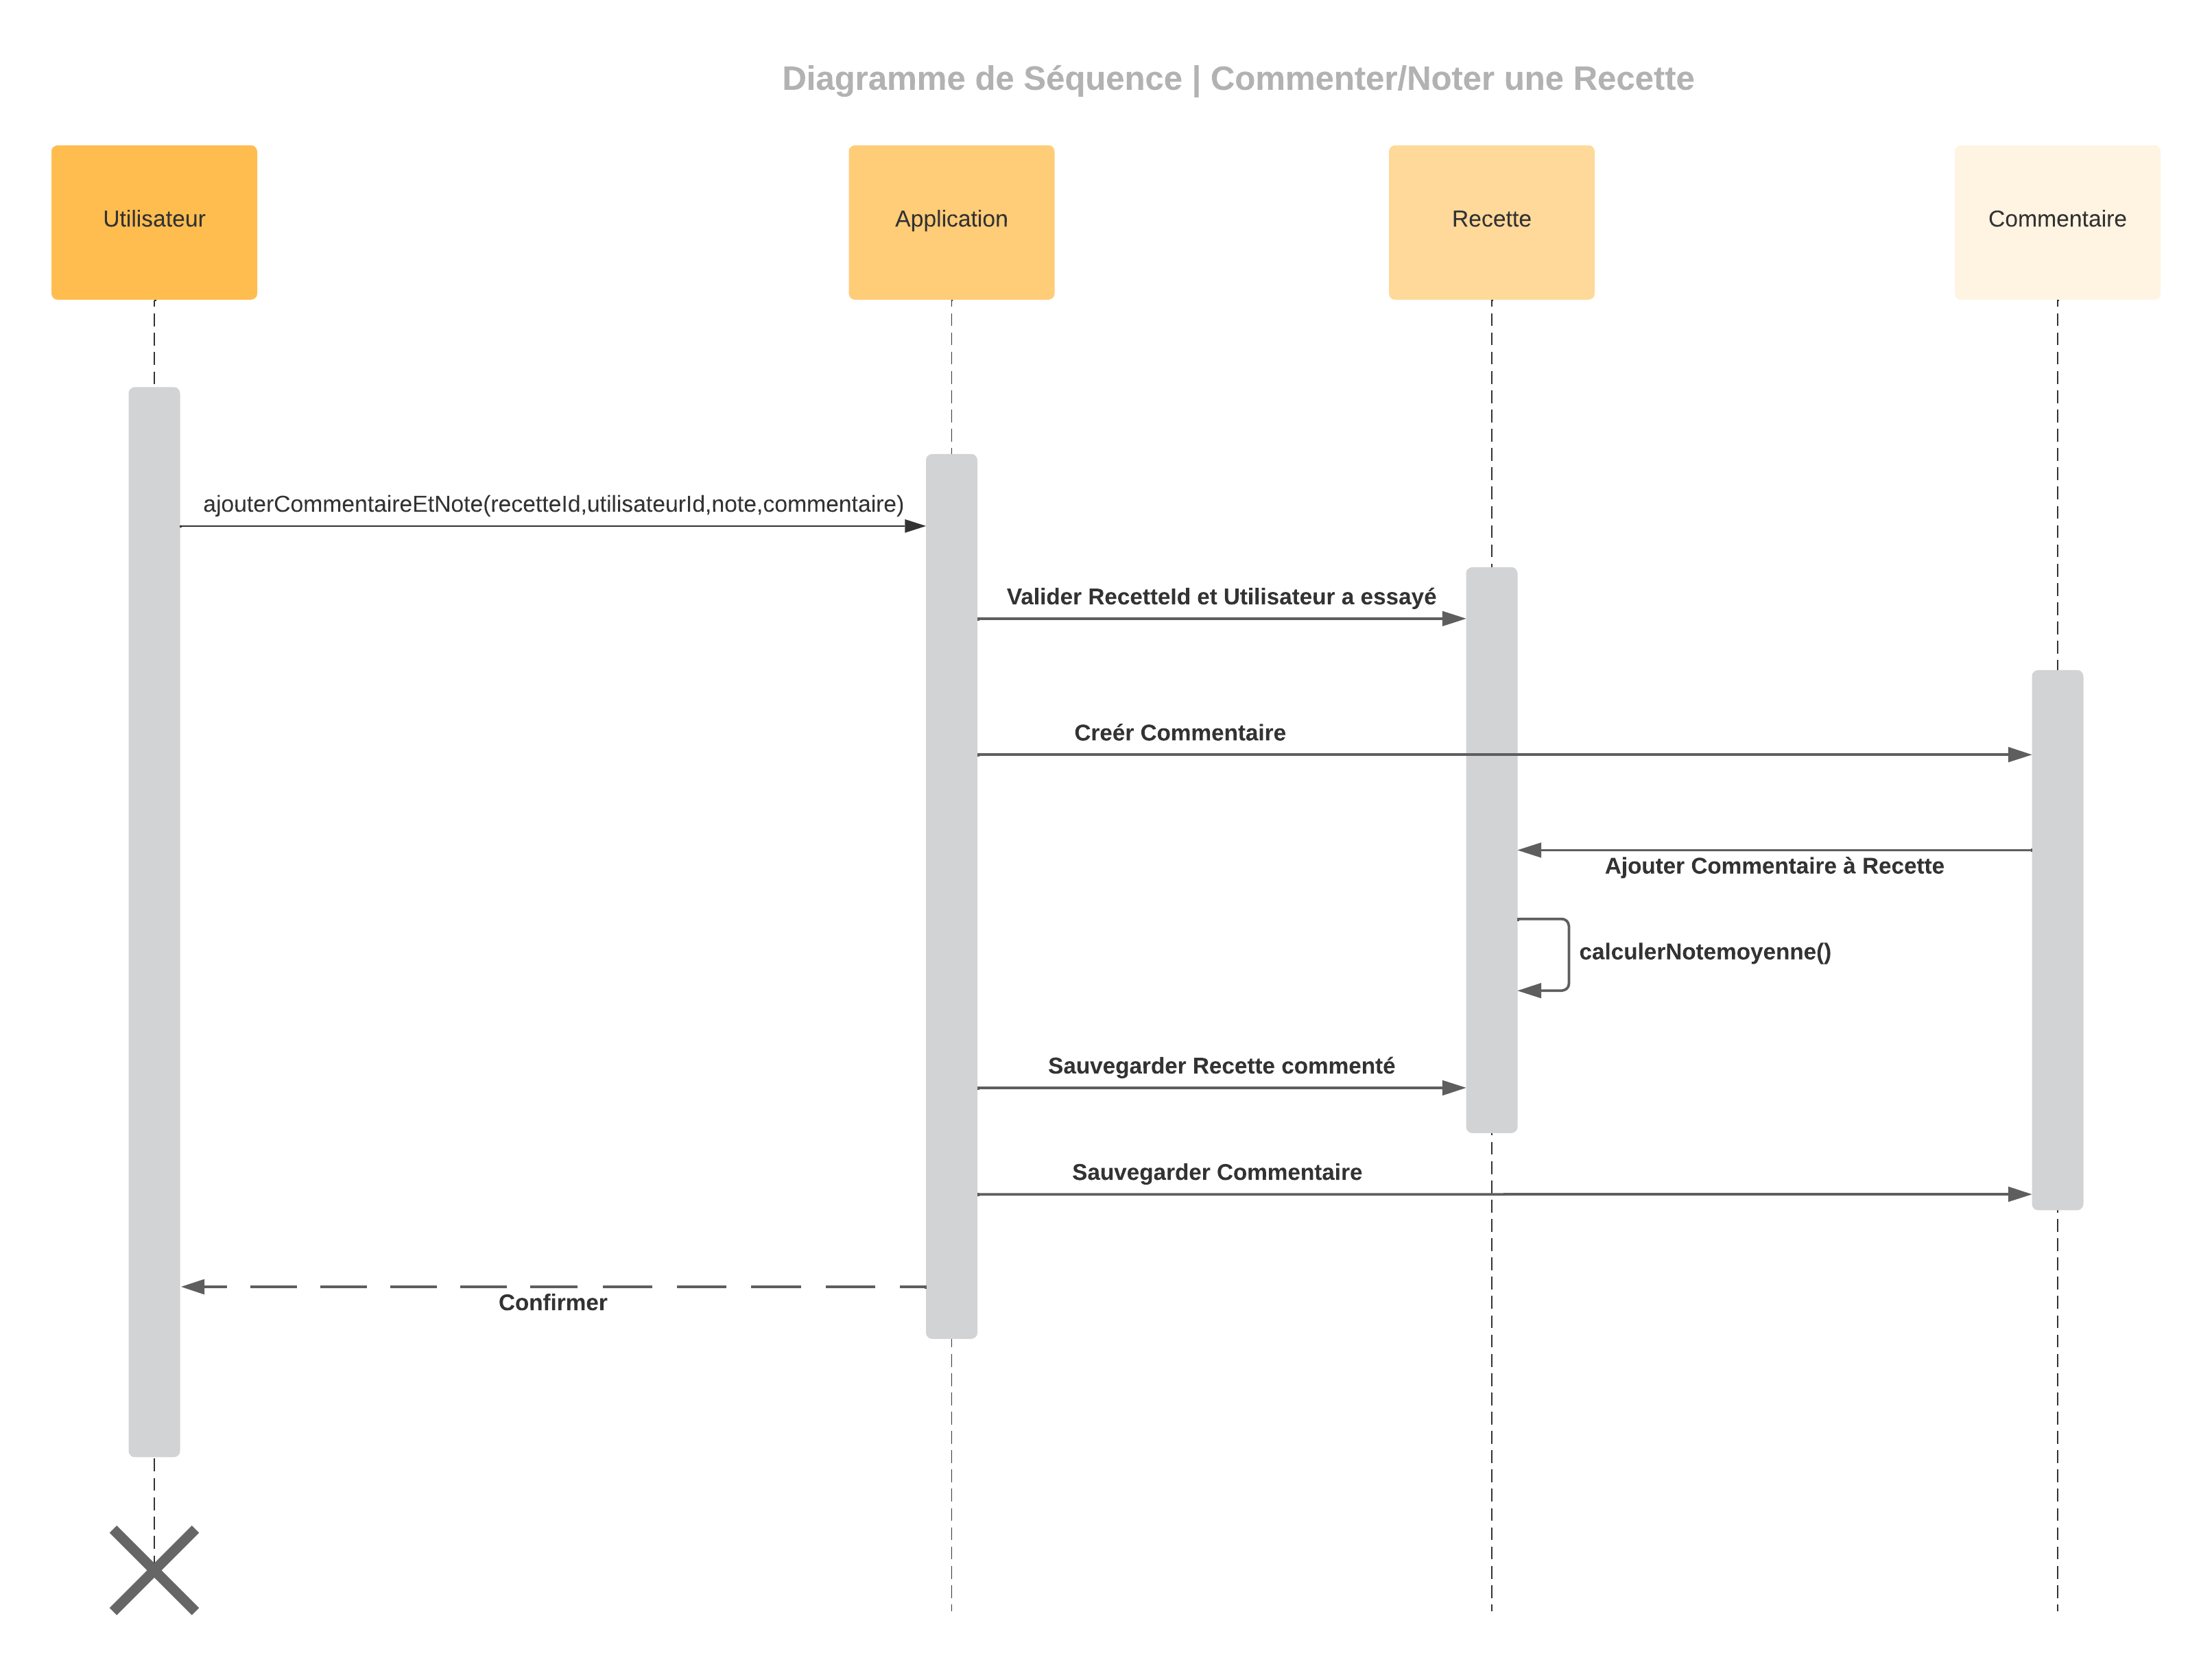 Diagramme de Séquence | Commenter/Noter une Recette
Utilisateur
Application
Recette
Commentaire
ajouterCommentaireEtNote(recetteId,utilisateurId,note,commentaire)
Valider RecetteId et Utilisateur a essayé
Creér Commentaire
Ajouter Commentaire à Recette
calculerNotemoyenne()
Sauvegarder Recette commenté
Sauvegarder Commentaire
Confirmer